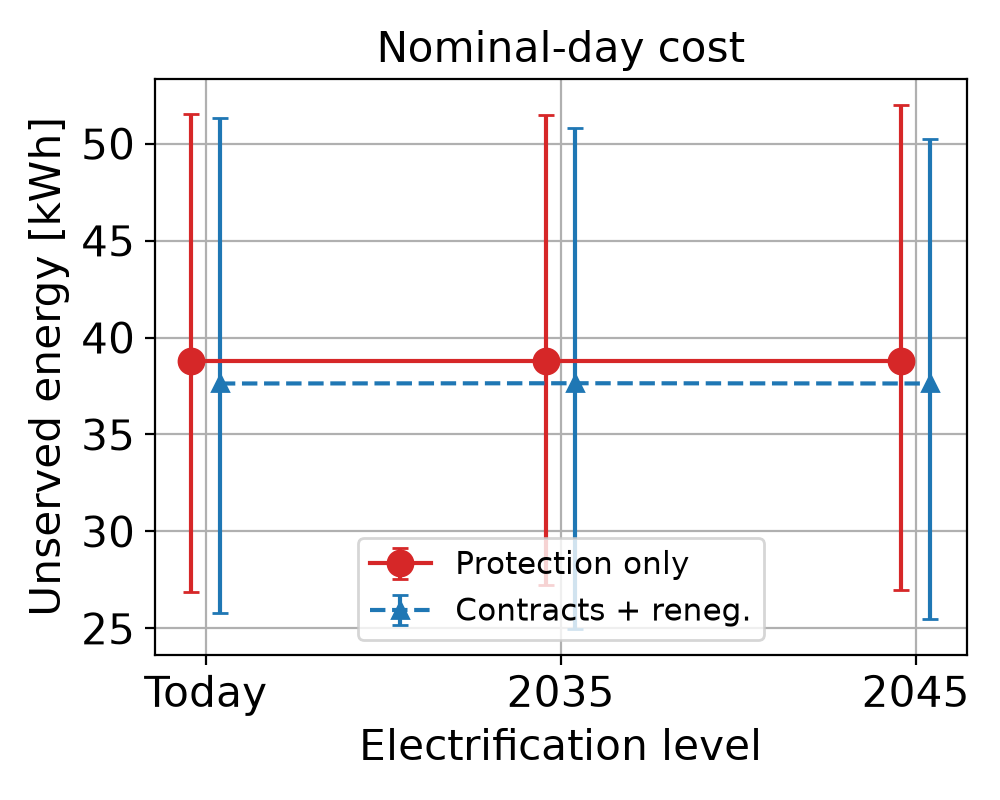 Nominal-day cost
Unserved energy [kWh]
50
45
40
35
30
25
Protection only
Contracts + reneg.
Today 2035 2045
Electrification level